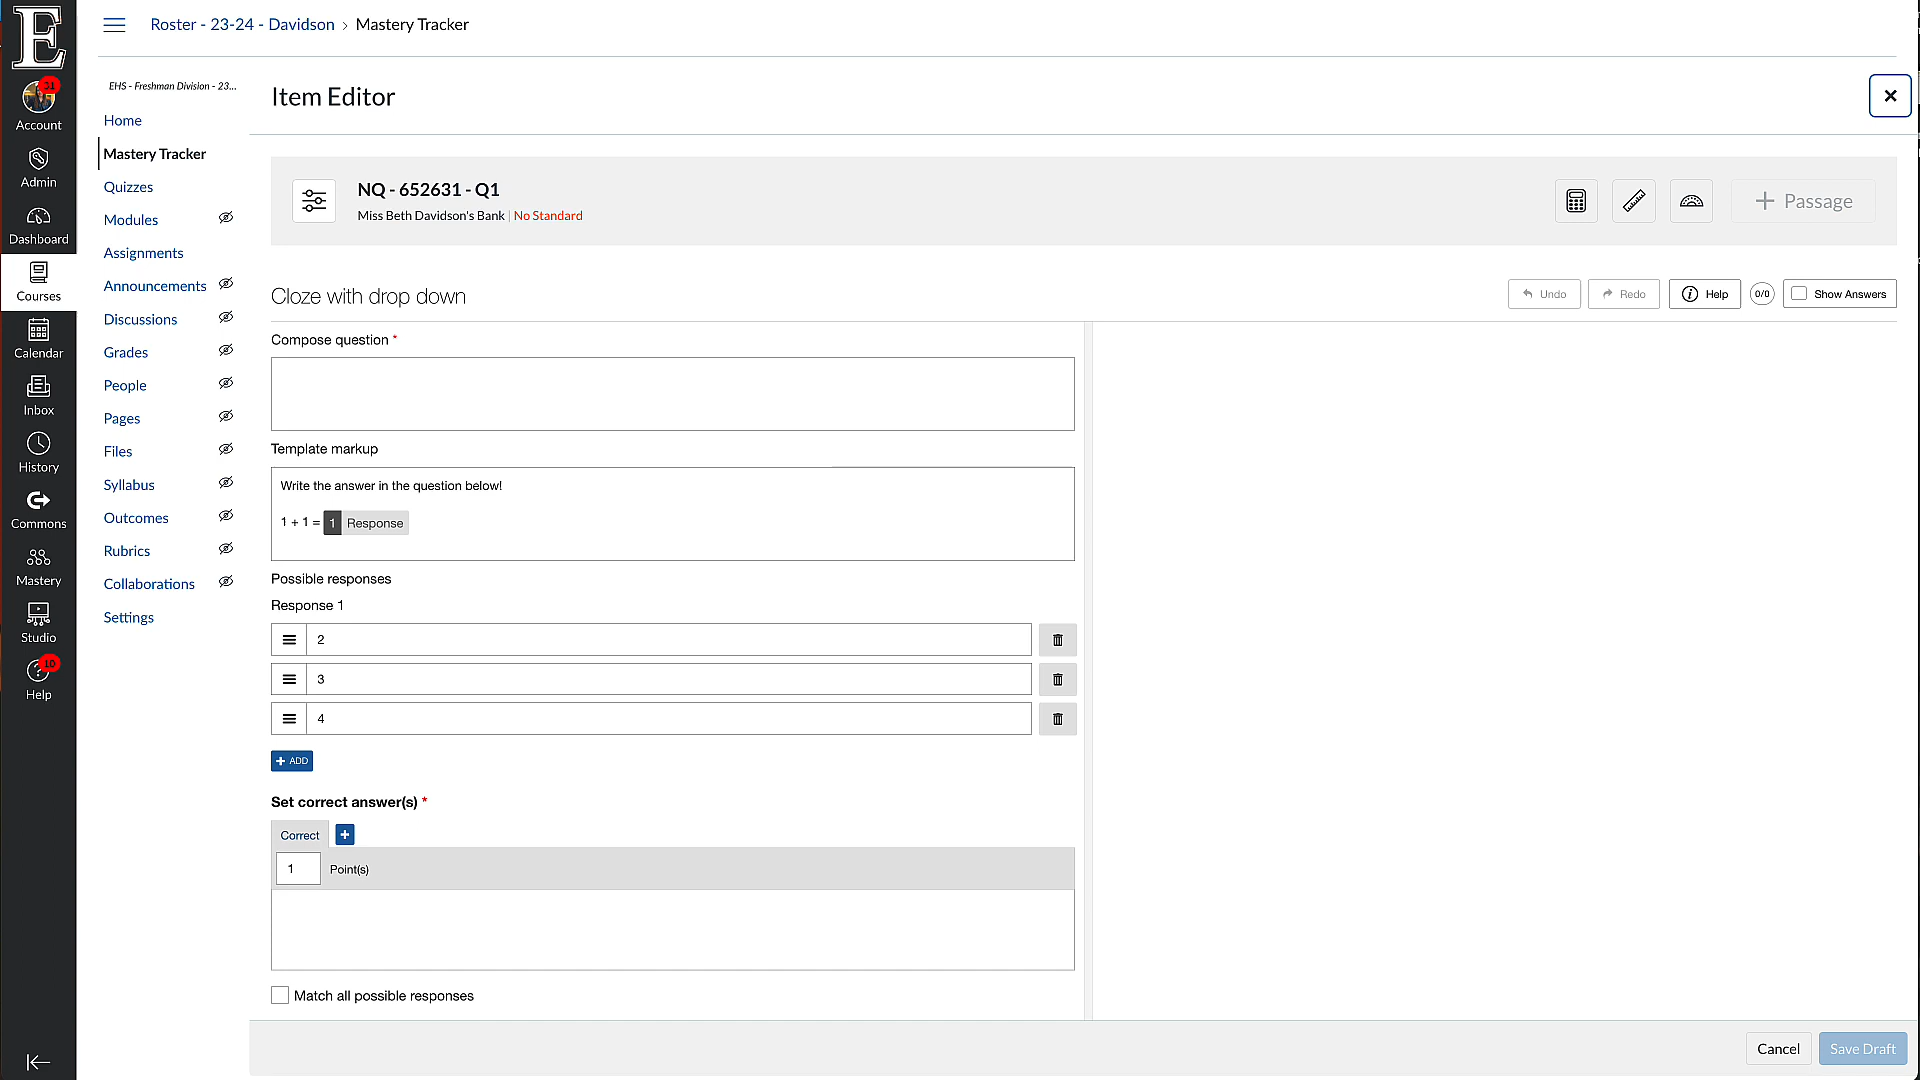 E
Roster - 23-24 - Davidson › Mastery Tracker
31
Account
Admin
Dashboard
Courses
Calendar
Inbox
History
Commons
Mastery
Studio
10
Help
EHS - Freshman Division - 23...
Home
Mastery Tracker
Quizzes
Modules
Assignments
Announcements
Discussions
Grades
People
Pages
Files
Syllabus
Outcomes
Rubrics
Collaborations
Settings
Item Editor
NQ - 652631 - Q1
Miss Beth Davidson's Bank | No Standard
+ Passage
Cloze with drop down
Undo
Redo
Help
0/0
Show Answers
Compose question *
Template markup
Write the answer in the question below!
1 + 1 = 1 Response
Possible responses
Response 1
2
3
4
+ ADD
Set correct answer(s) *
Correct +
1 Point(s)
Match all possible responses
Cancel
Save Draft